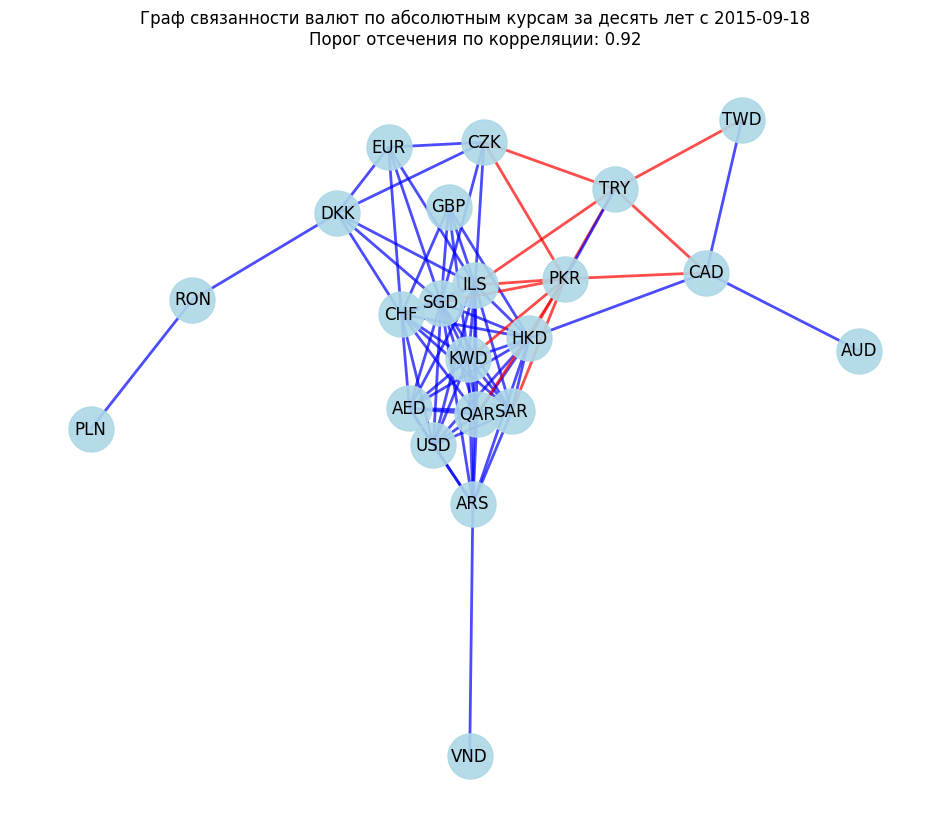 Граф связанности валют по абсолютным курсам за десять лет с 2015-09-18
Порог отсечения по корреляции: 0.92
TWD
EUR
CZK
TRY
GBP
DKK
CAD
PKR
ILS
RON
SGD
CHF
HKD
AUD
KWD
AED
SAR
QAR
PLN
USD
ARS
VND